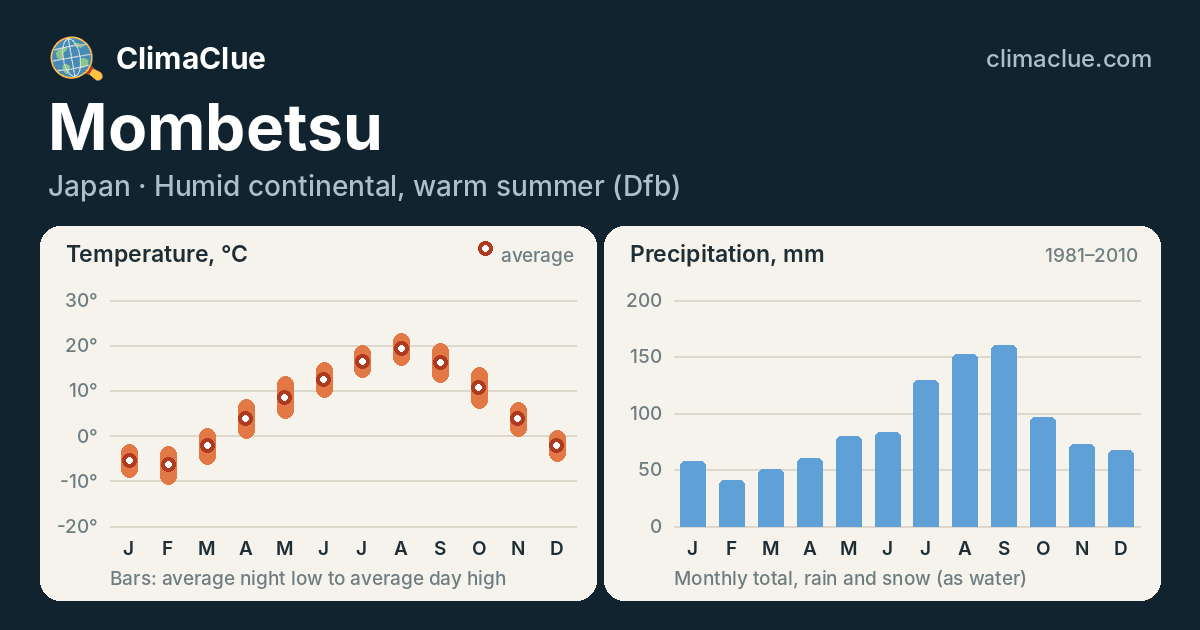 ClimaClue
climaclue.com
Mombetsu
Japan · Humid continental, warm summer (Dfb)
Temperature, °C
average
30°
20°
10°
0°
-10°
-20°
J F M A M J J A S O N D
Bars: average night low to average day high
Precipitation, mm
1981–2010
200
150
100
50
0
J F M A M J J A S O N D
Monthly total, rain and snow (as water)